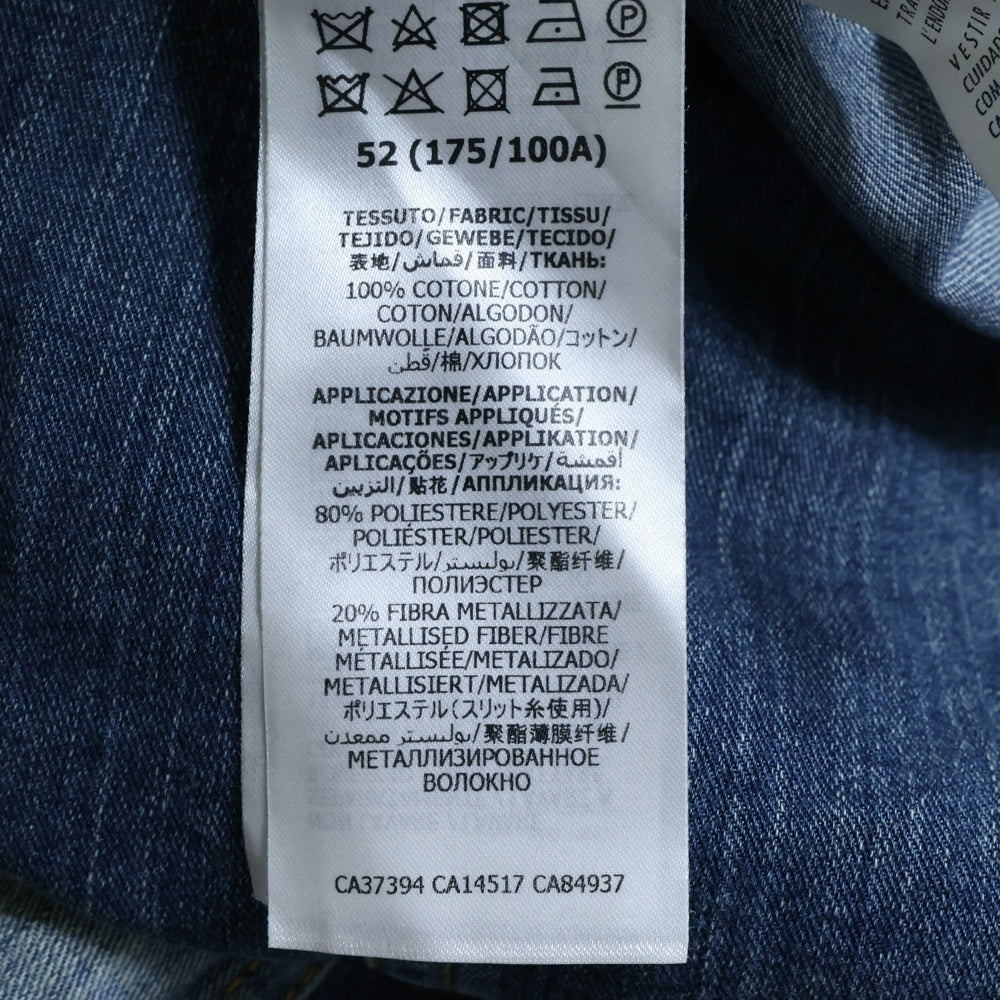 P
P
52 (175/100A)
TESSUTO/FABRIC/TISSU/
TEJIDO/GEWEBE/TECIDO/
表地/قماش/面料/ТКАНЬ:
100% COTONE/COTTON/
COTON/ALGODON/
BAUMWOLLE/ALGODÃO/コットン/
قطن/棉/ХЛОПОК
APPLICAZIONE/APPLICATION/
MOTIFS APPLIQUÉS/
APLICACIONES/APPLIKATION/
APLICAÇÕES/アップリケ/أقمشة
التزيين/贴花/АППЛИКАЦИЯ:
80% POLIESTERE/POLYESTER/
POLIÉSTER/POLIESTER/
ポリエステル/بوليستر/聚酯纤维/
ПОЛИЭСТЕР
20% FIBRA METALLIZZATA/
METALLISED FIBER/FIBRE
MÉTALLISÉE/METALIZADO/
METALLISIERT/METALIZADA/
ポリエステル(スリット糸使用)/
بوليستر ممعدن/聚酯薄膜纤维/
МЕТАЛЛИЗИРОВАННОЕ
ВОЛОКНО
CA37394 CA14517 CA84937
L'ENDO
VESTIR
CUIDA
COM